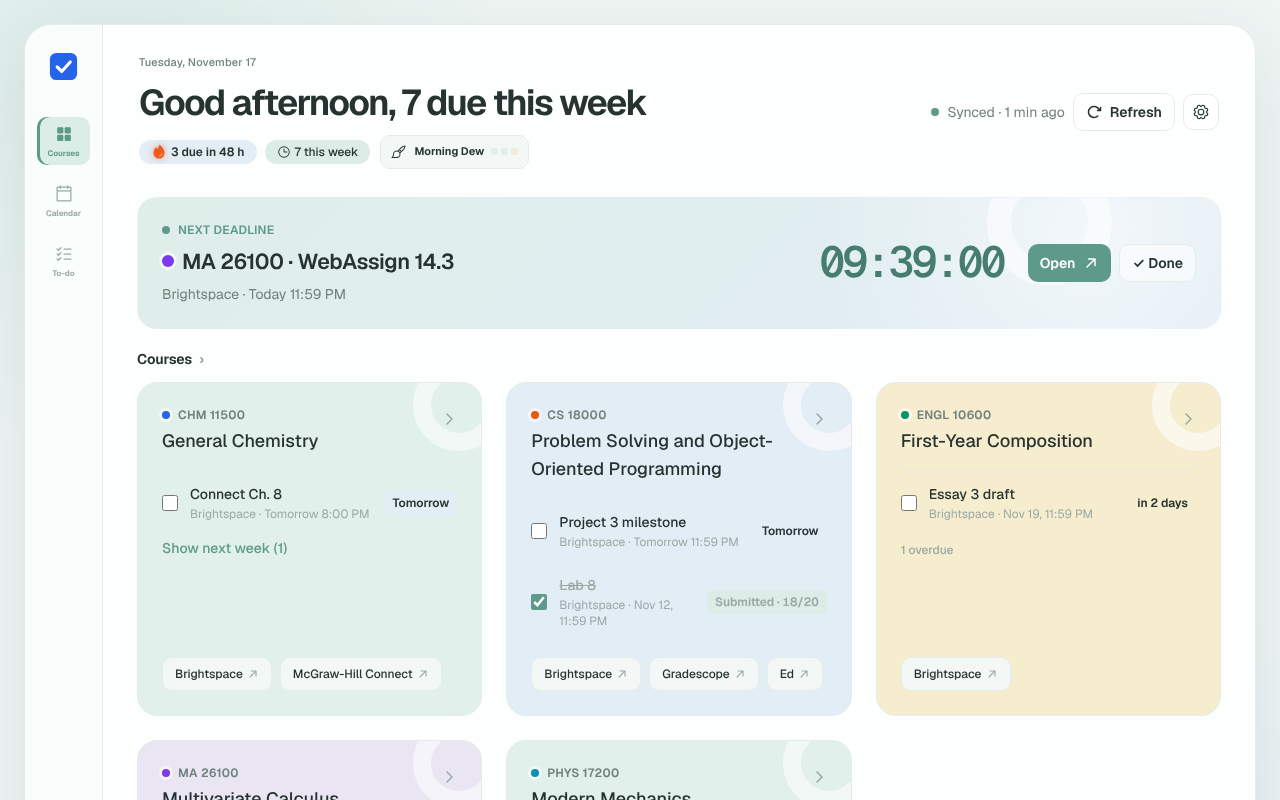 Tuesday, November 17
Good afternoon, 7 due this week
Synced · 1 min ago
Refresh
3 due in 48 h
7 this week
Morning Dew
Courses
Calendar
To-do
NEXT DEADLINE
MA 26100 · WebAssign 14.3
Brightspace · Today 11:59 PM
09:39:00
Open
Done
Courses
CHM 11500
General Chemistry
Connect Ch. 8
Brightspace · Tomorrow 8:00 PM
Tomorrow
Show next week (1)
Brightspace
McGraw-Hill Connect
CS 18000
Problem Solving and Object-
Oriented Programming
Project 3 milestone
Brightspace · Tomorrow 11:59 PM
Tomorrow
Lab 8
Brightspace · Nov 12,
11:59 PM
Submitted · 18/20
Brightspace
Gradescope
Ed
ENGL 10600
First-Year Composition
Essay 3 draft
Brightspace · Nov 19, 11:59 PM
in 2 days
1 overdue
Brightspace
MA 26100
Multivariate Calculus
PHYS 17200
Modern Mechanics